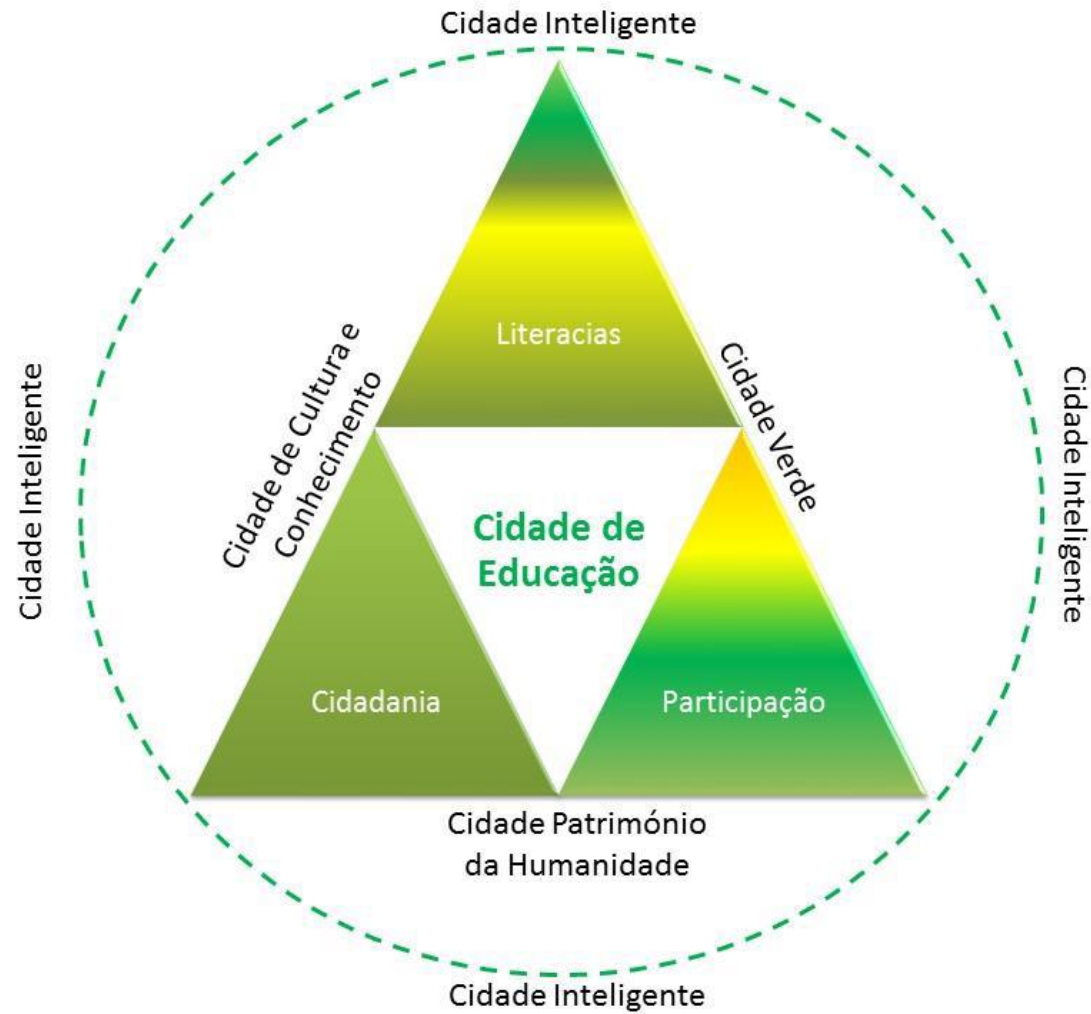 Cidade Inteligente
Literacias
Cidade de Cultura e
Conhecimento
Cidade Verde
Cidade Inteligente
Cidade Inteligente
Cidade de
Educação
Cidadania
Participação
Cidade Património
da Humanidade
Cidade Inteligente